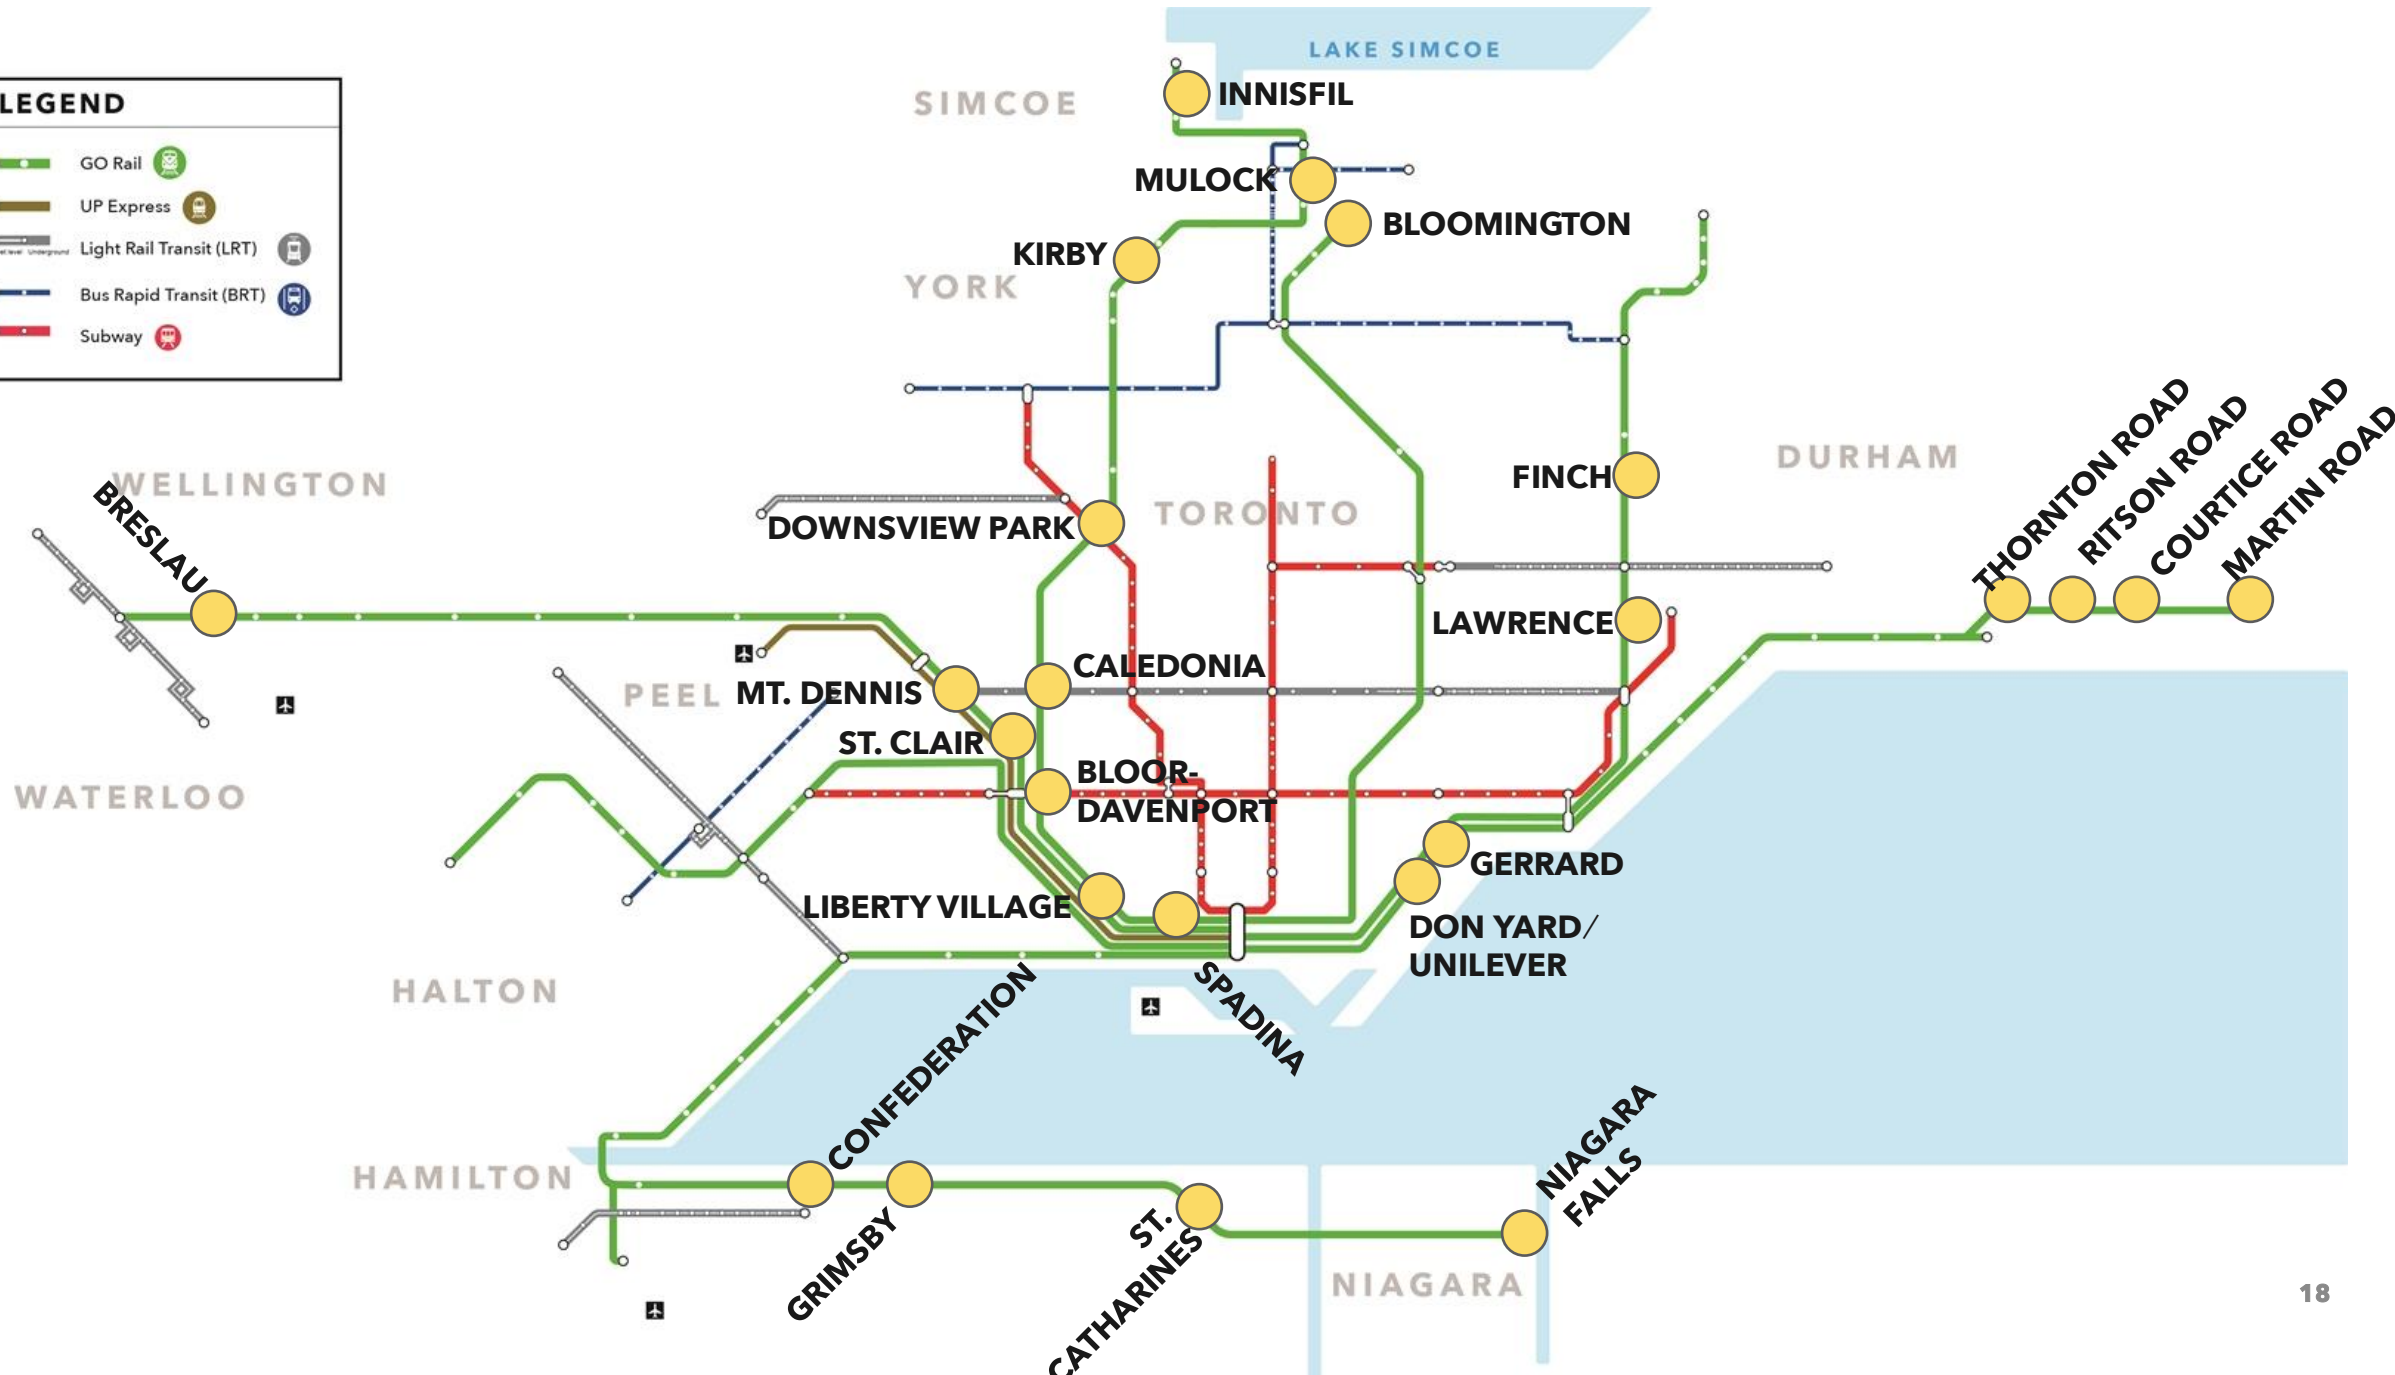 LAKE SIMCOE
SIMCOE
INNISFIL
LEGEND
GO Rail
UP Express
Light Rail Transit (LRT)
Bus Rapid Transit (BRT)
Subway
MULOCK
BLOOMINGTON
KIRBY
YORK
WELLINGTON
BRESLAU
DURHAM
FINCH
TORONTO
DOWNSVIEW PARK
THORNTON ROAD
RITSON ROAD
COURTICE ROAD
MARTIN ROAD
LAWRENCE
CALEDONIA
PEEL
MT. DENNIS
ST. CLAIR
BLOOR-
DAVENPORT
WATERLOO
GERRARD
LIBERTY VILLAGE
DON YARD/
UNILEVER
HALTON
CONFEDERATION
SPADINA
HAMILTON
GRIMSBY
ST.
CATHARINES
NIAGARA
FALLS
NIAGARA
18